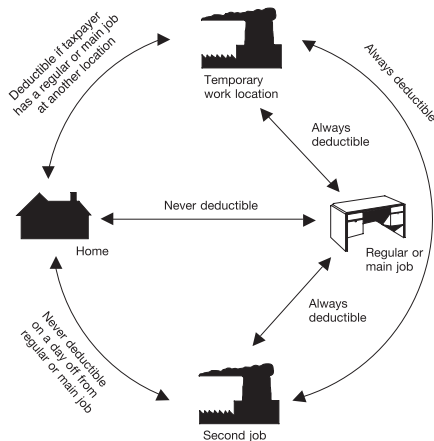 Deductible if taxpayer
has a regular or main job
at another location
Temporary
work location
Always deductible
Always
deductible
Never deductible
Home
Regular or
main job
Always
deductible
Never deductible
on a day off from
regular or main job
Second job